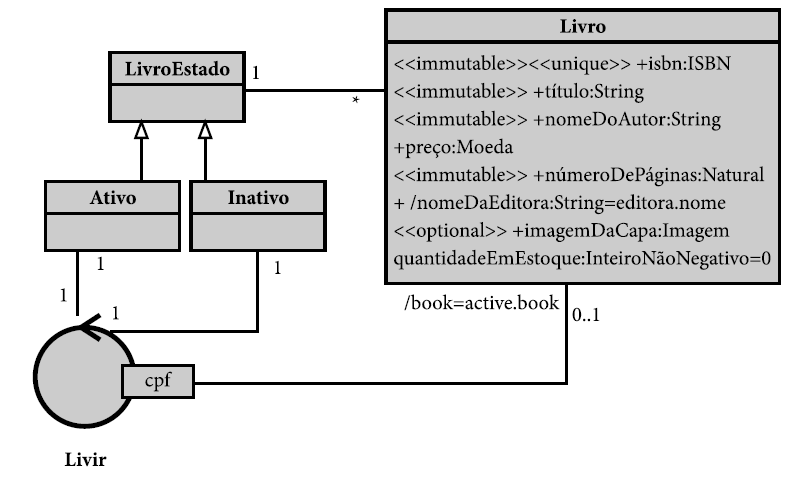 Livro
<<immutable>><<unique>> +isbn:ISBN
<<immutable>> +título:String
<<immutable>> +nomeDoAutor:String
+preço:Moeda
<<immutable>> +númeroDePáginas:Natural
+ /nomeDaEditora:String=editora.nome
<<optional>> +imagemDaCapa:Imagem
quantidadeEmEstoque:InteiroNãoNegativo=0
LivroEstado
1
*
Ativo
Inativo
1
1
1
1
/book=active.book
0..1
cpf
Livir